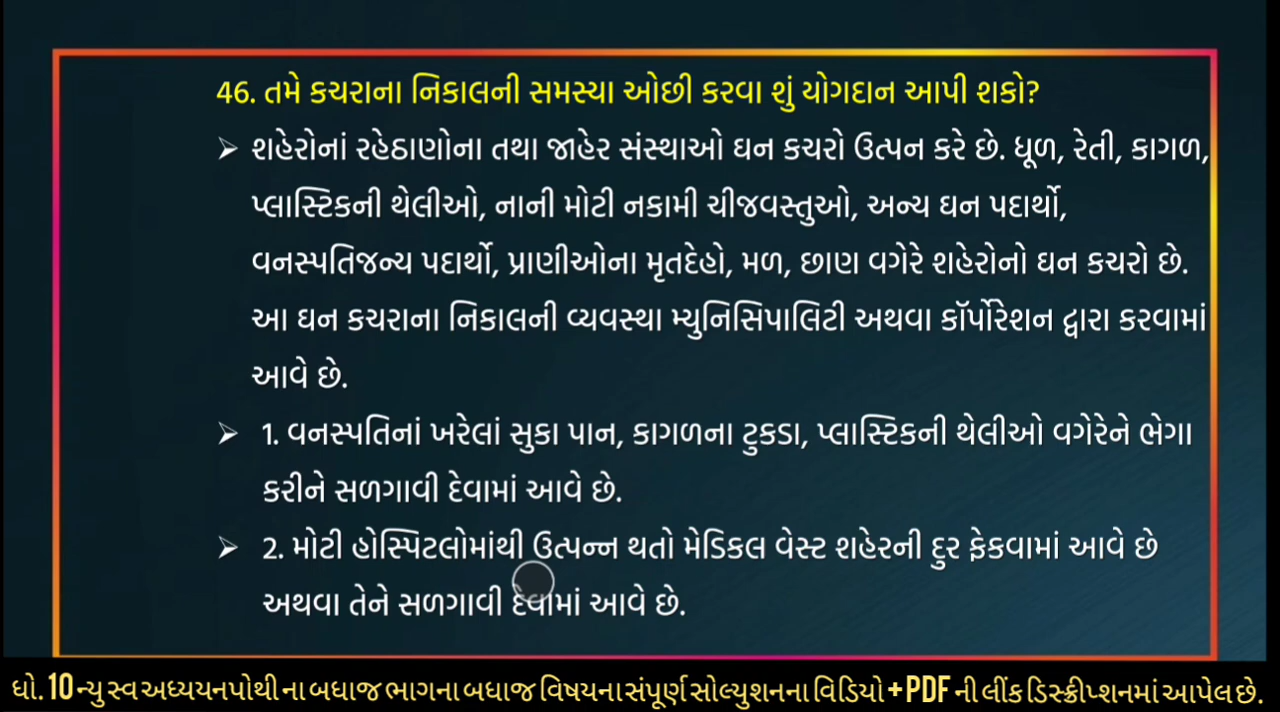 46. તમે કચરાના નિકાલની સમસ્યા ઓછી કરવા શું યોગદાન આપી શકો?
➢ શહેરોનાં રહેઠાણોના તથા જાહેર સંસ્થાઓ ઘન કચરો ઉત્પન કરે છે. ધૂળ, રેતી, કાગળ,
પ્લાસ્ટિકની થેલીઓ, નાની મોટી નકામી ચીજવસ્તુઓ, અન્ય ઘન પદાર્થો,
વનસ્પતિજન્ય પદાર્થો, પ્રાણીઓના મૃતદેહો, મળ, છાણ વગેરે શહેરોનો ઘન કચરો છે.
આ ઘન કચરાના નિકાલની વ્યવસ્થા મ્યુનિસિપાલિટી અથવા કૉર્પોરેશન દ્વારા કરવામાં
આવે છે.
➢ 1. વનસ્પતિનાં ખરેલાં સુકા પાન, કાગળના ટુકડા, પ્લાસ્ટિકની થેલીઓ વગેરેને ભેગા
કરીને સળગાવી દેવામાં આવે છે.
➢ 2. મોટી હોસ્પિટલોમાંથી ઉત્પન્ન થતો મેડિકલ વેસ્ટ શહેરની દુર ફેકવામાં આવે છે
અથવા તેને સળગાવી દેવામાં આવે છે.
ધો. 10 ન્યુ સ્વ અધ્યયનપોથી ના બધાજ ભાગના બધાજ વિષયના સંપૂર્ણ સોલ્યુશનના વિડિયો + PDF ની લીંક ડિસ્ક્રીપ્શનમાં આપેલ છે.